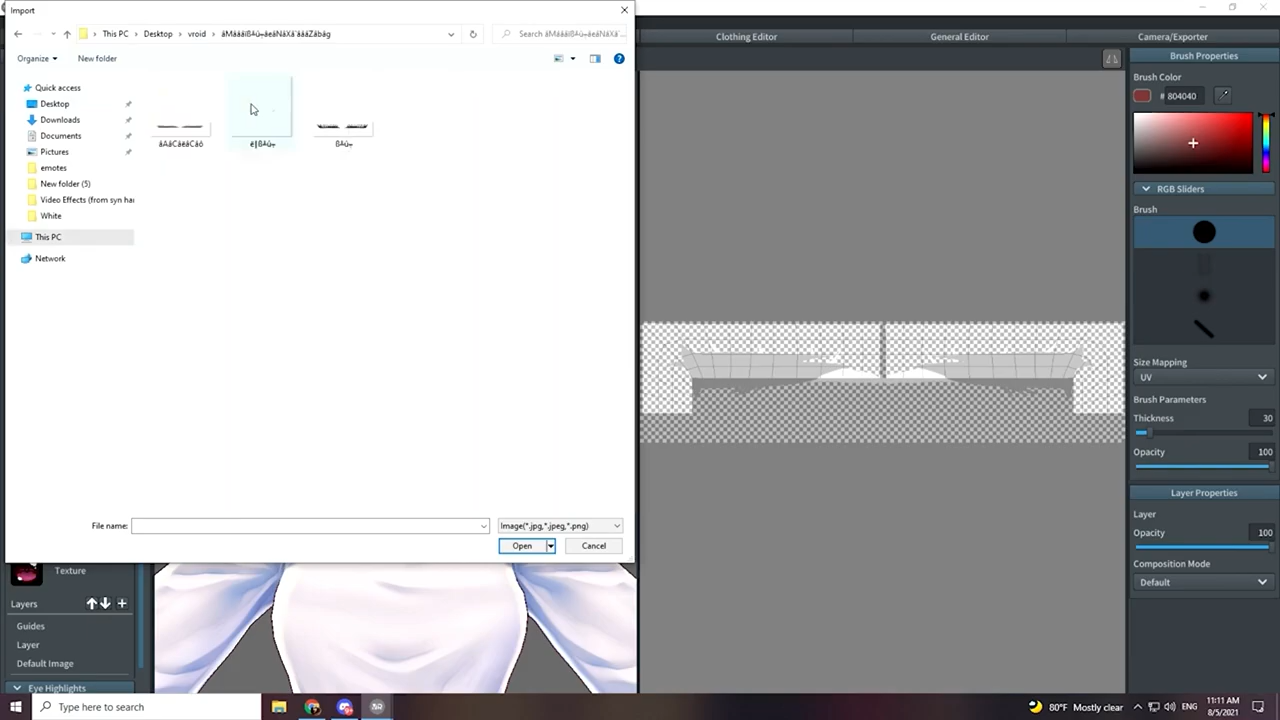 Import
This PC
Desktop
vroid
Organize
New folder
Quick access
Desktop
Downloads
Documents
Pictures
emotes
New folder (5)
Video Effects (from syn ha
White
This PC
Network
File name:
Image(*.jpg,*.jpeg,*.png)
Open
Cancel
Clothing Editor
General Editor
Camera/Exporter
Brush Properties
Brush Color
# 804040
RGB Sliders
Brush
Size Mapping
UV
Brush Parameters
Thickness
30
Opacity
100
Layer Properties
Layer
Opacity
100
Composition Mode
Default
Texture
Layers
Guides
Layer
Default Image
Eye Highlights
Type here to search
80°F Mostly clear
ENG
11:11 AM
8/5/2021